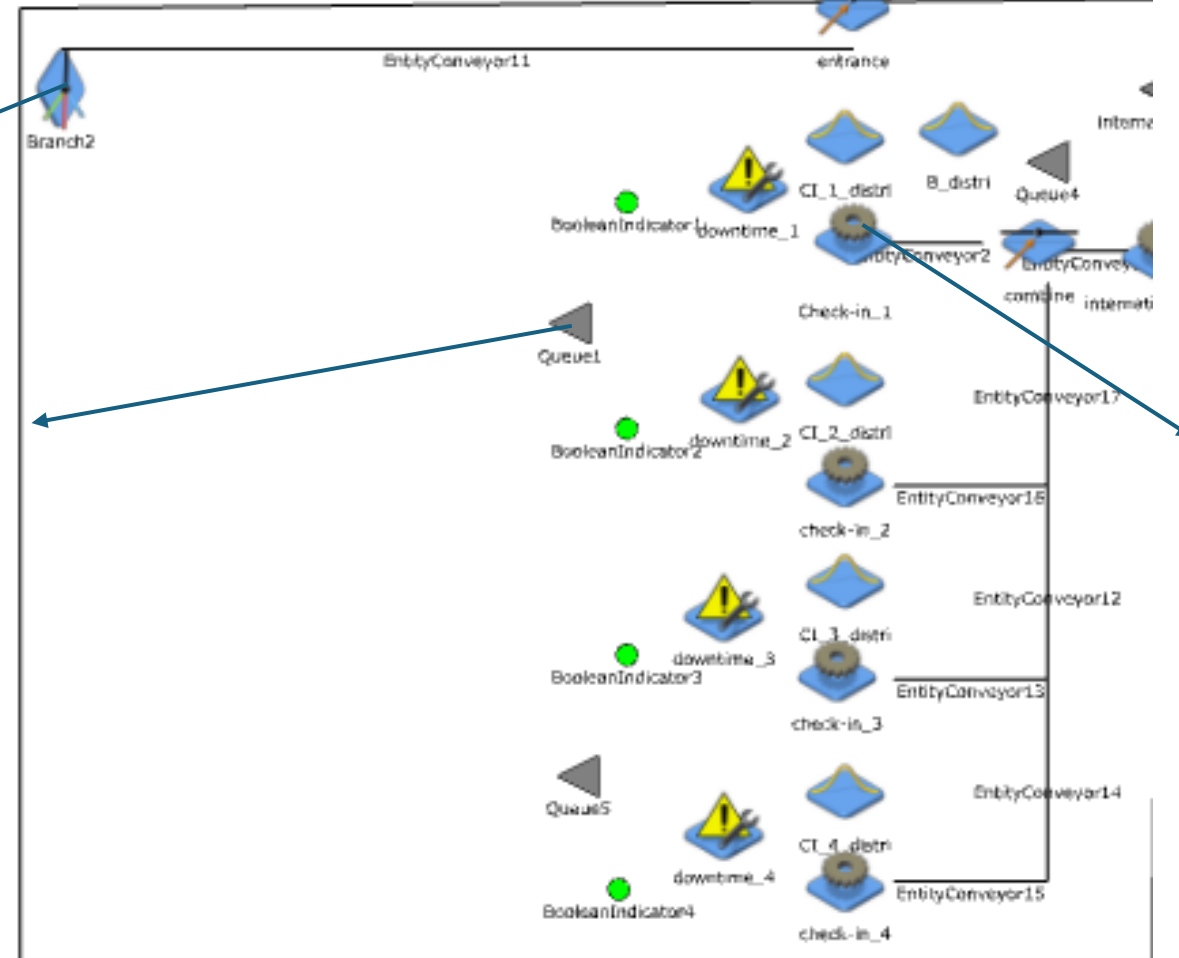 entrance
EntityConveyor11
Branch2
CI_1_distri
B_distri
Queue4
BooleanIndicator1
downtime_1
EntityConveyor2
Check-in_1
combine
Queue1
EntityConveyor17
CI_2_distri
downtime_2
BooleanIndicator2
EntityConveyor16
check-in_2
EntityConveyor12
CI_3_distri
downtime_3
BooleanIndicator3
EntityConveyor13
check-in_3
EntityConveyor14
Queue5
CI_4_distri
downtime_4
EntityConveyor15
BooleanIndicator4
check-in_4